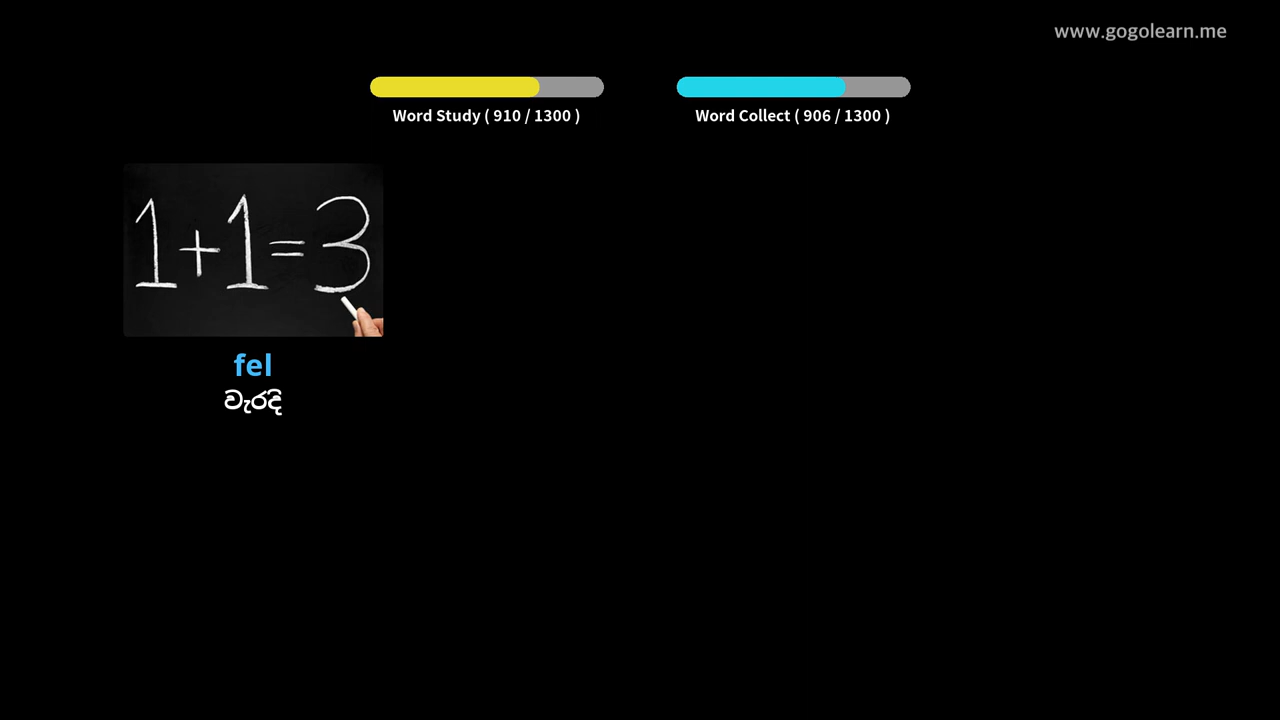 www.gogolearn.me
Word Study ( 910 / 1300 )
Word Collect ( 906 / 1300 )
1+1=3
fel
වැරදි